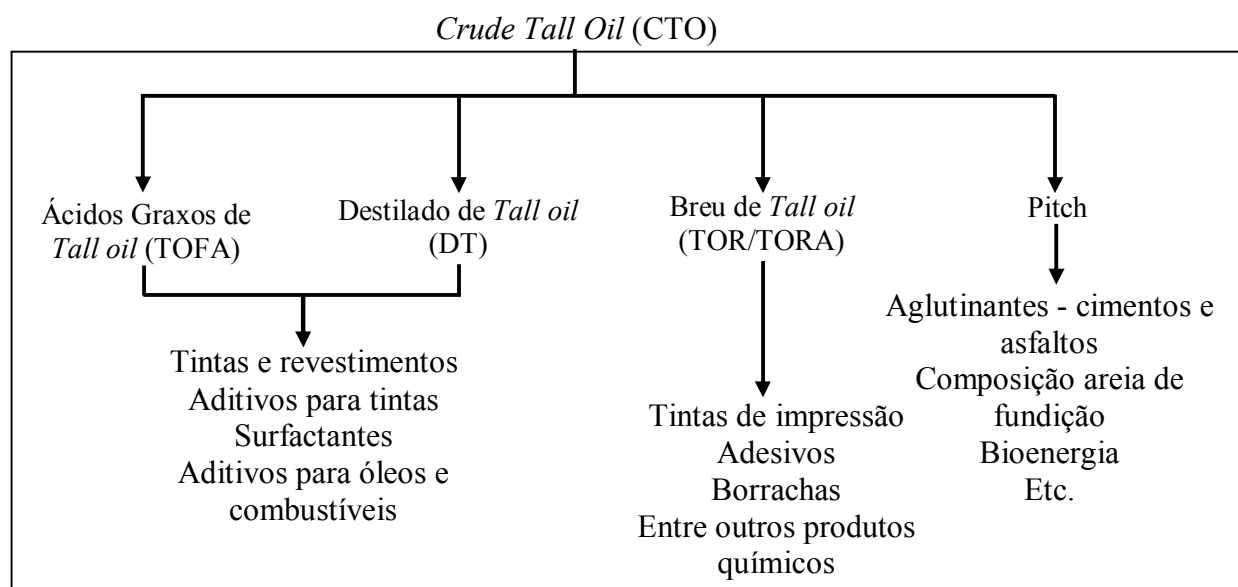 Crude Tall Oil (CTO)
Ácidos Graxos de
Tall oil (TOFA)
Destilado de Tall oil
(DT)
Breu de Tall oil
(TOR/TORA)
Pitch
Tintas e revestimentos
Aditivos para tintas
Surfactantes
Aditivos para óleos e
combustíveis
Tintas de impressão
Adesivos
Borrachas
Entre outros produtos
químicos
Aglutinantes - cimentos e
asfaltos
Composição areia de
fundição
Bioenergia
Etc.